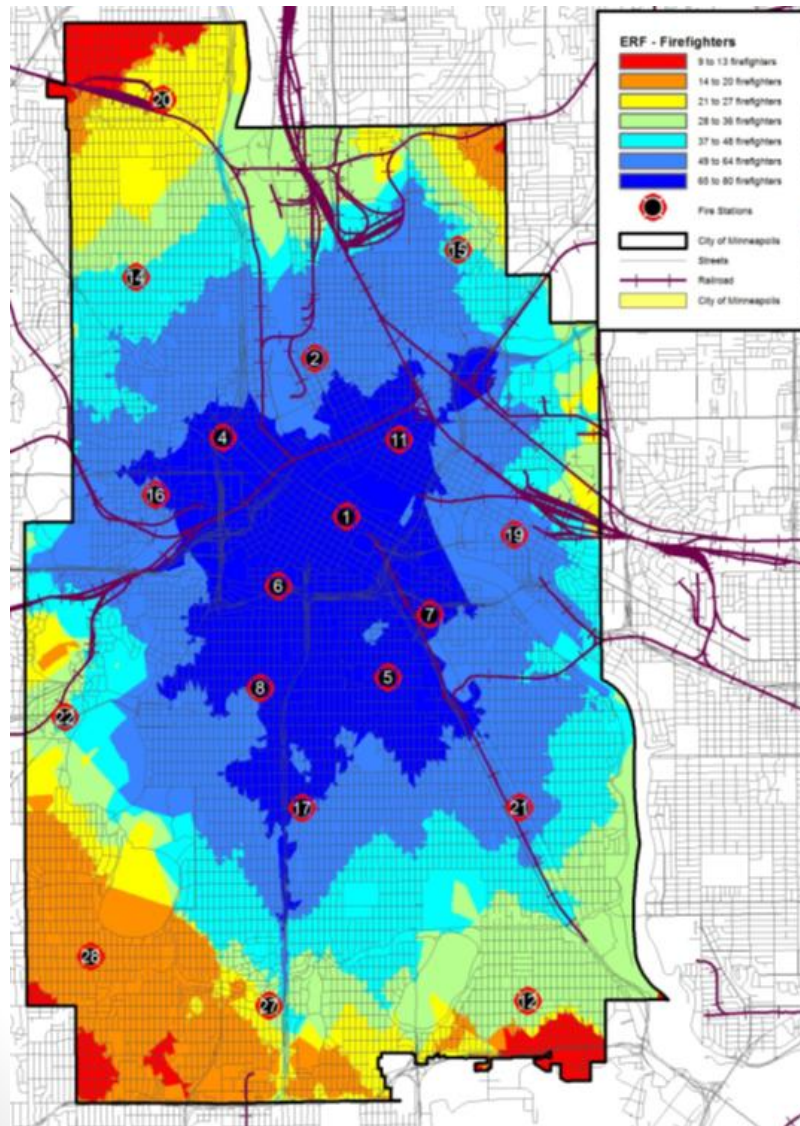 ERF - Firefighters
9 to 13 firefighters
14 to 20 firefighters
21 to 27 firefighters
28 to 36 firefighters
37 to 48 firefighters
49 to 64 firefighters
65 to 80 firefighters
Fire Stations
City of Minneapolis
Streets
Railroad
City of Minneapolis
20
15
14
2
4
11
16
1
19
6
7
5
8
22
17
21
28
12
27